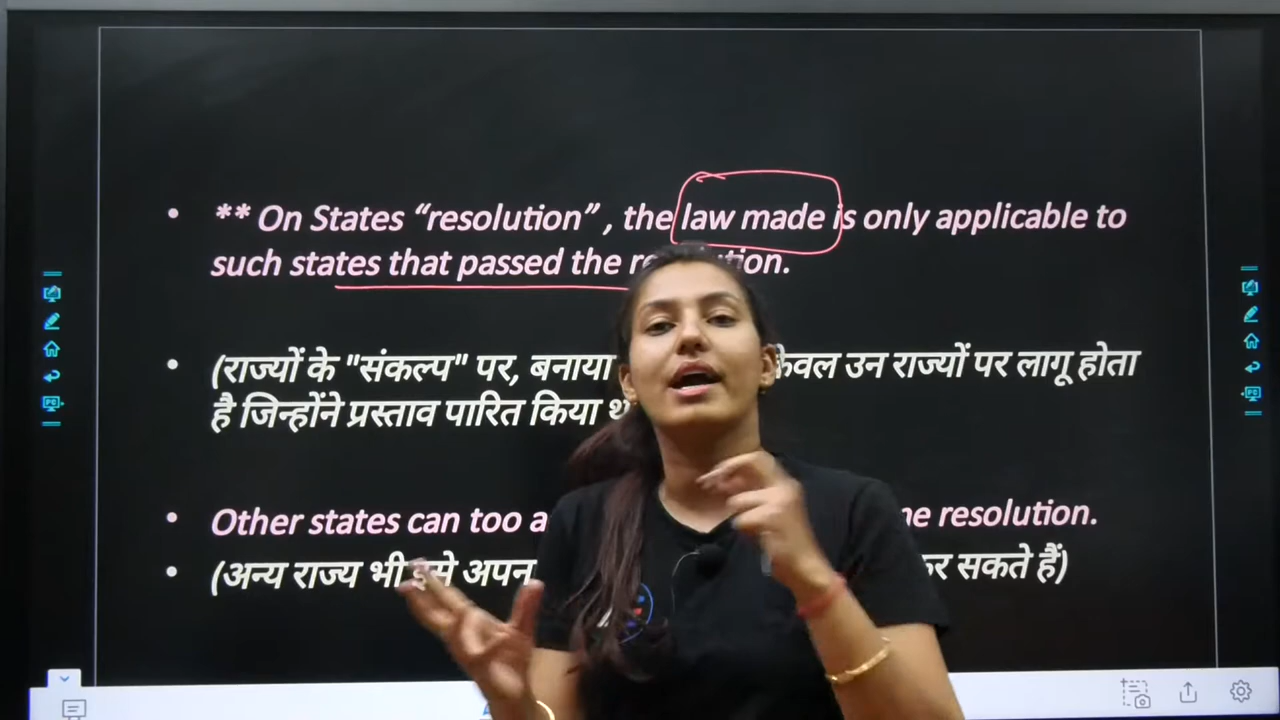 ** On States “resolution” , the law made is only applicable to
such states that passed the
(राज्यों के "संकल्प" पर, बनाया केवल उन राज्यों पर लागू होता
है जिन्होंने प्रस्ताव पारित किया
Other states can too resolution.
(अन्य राज्य भी इसे सकते हैं)